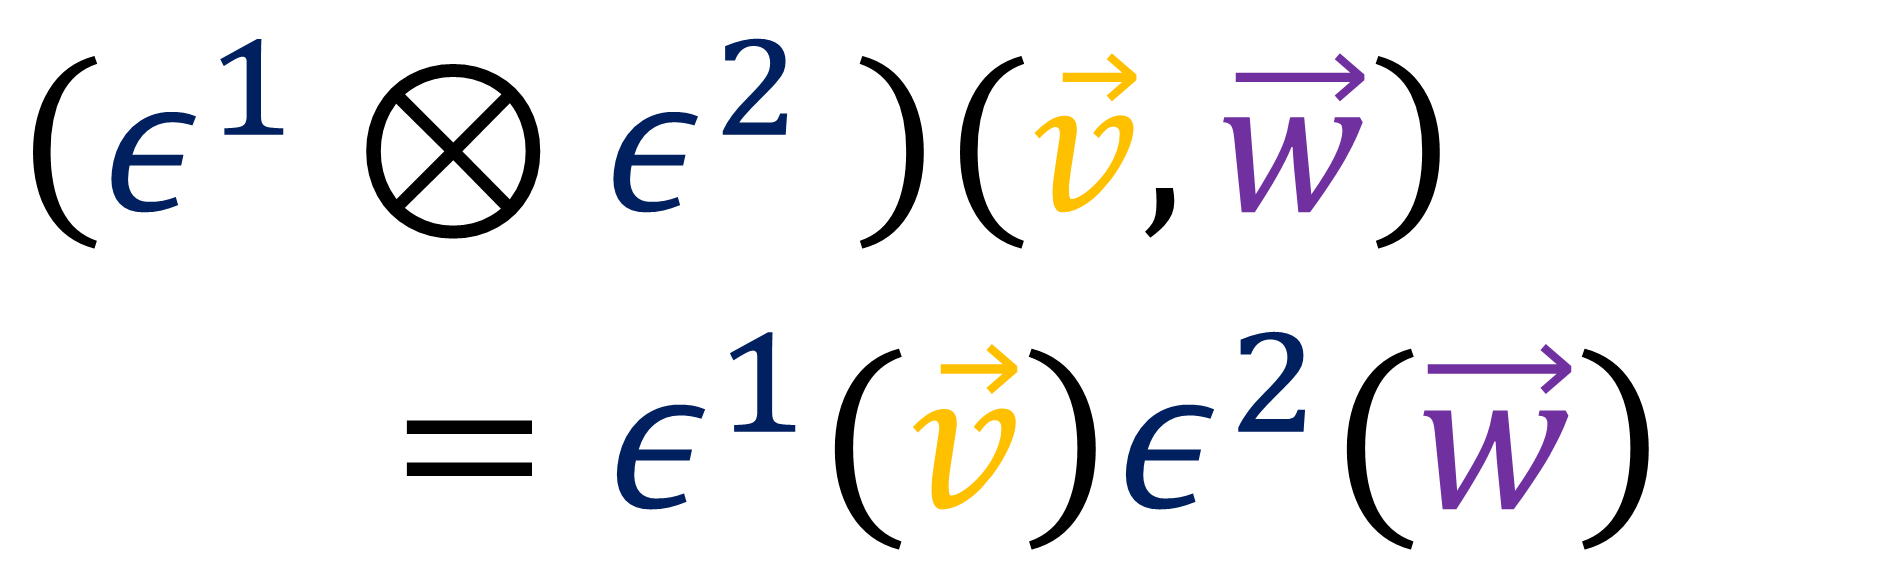 (ϵ¹ ⊗ ϵ²)(v⃗, w⃗)
= ϵ¹(v⃗)ϵ²(w⃗)